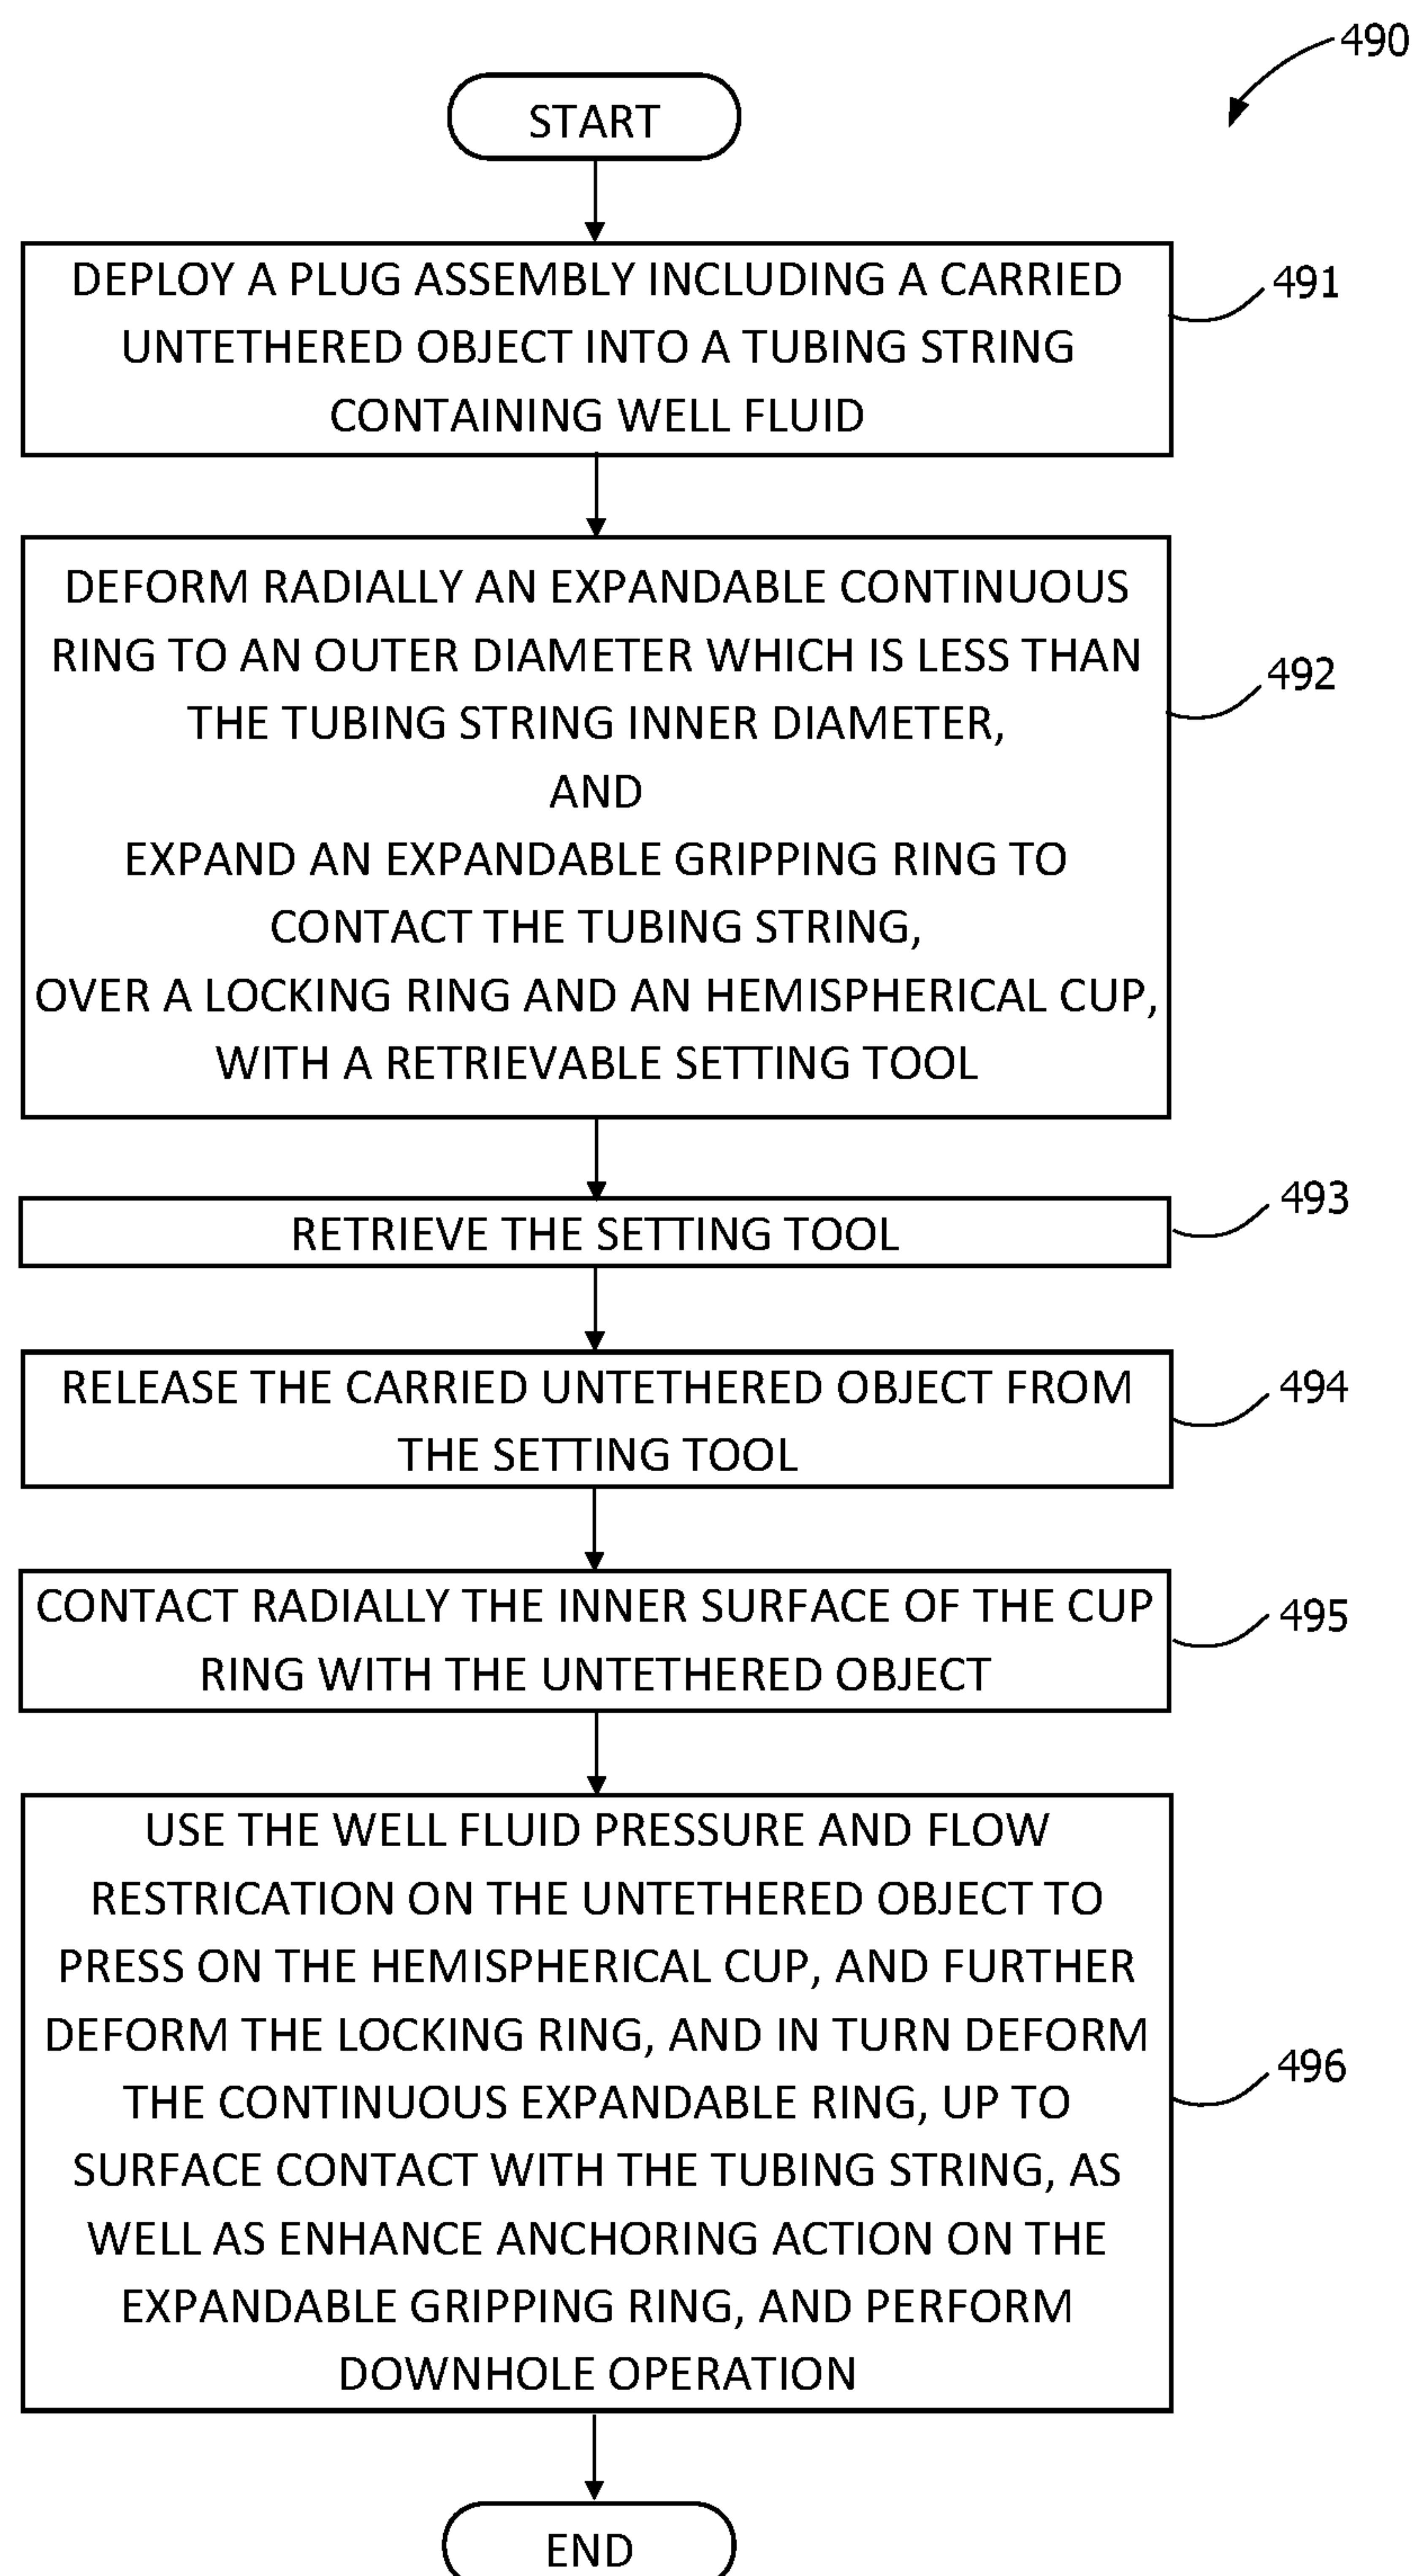 490
START
DEPLOY A PLUG ASSEMBLY INCLUDING A CARRIED
UNTETHERED OBJECT INTO A TUBING STRING
CONTAINING WELL FLUID
491
DEFORM RADIALLY AN EXPANDABLE CONTINUOUS
RING TO AN OUTER DIAMETER WHICH IS LESS THAN
THE TUBING STRING INNER DIAMETER,
AND
EXPAND AN EXPANDABLE GRIPPING RING TO
CONTACT THE TUBING STRING,
OVER A LOCKING RING AND AN HEMISPHERICAL CUP,
WITH A RETRIEVABLE SETTING TOOL
492
RETRIEVE THE SETTING TOOL
493
RELEASE THE CARRIED UNTETHERED OBJECT FROM
THE SETTING TOOL
494
CONTACT RADIALLY THE INNER SURFACE OF THE CUP
RING WITH THE UNTETHERED OBJECT
495
USE THE WELL FLUID PRESSURE AND FLOW
RESTRICATION ON THE UNTETHERED OBJECT TO
PRESS ON THE HEMISPHERICAL CUP, AND FURTHER
DEFORM THE LOCKING RING, AND IN TURN DEFORM
THE CONTINUOUS EXPANDABLE RING, UP TO
SURFACE CONTACT WITH THE TUBING STRING, AS
WELL AS ENHANCE ANCHORING ACTION ON THE
EXPANDABLE GRIPPING RING, AND PERFORM
DOWNHOLE OPERATION
496
END